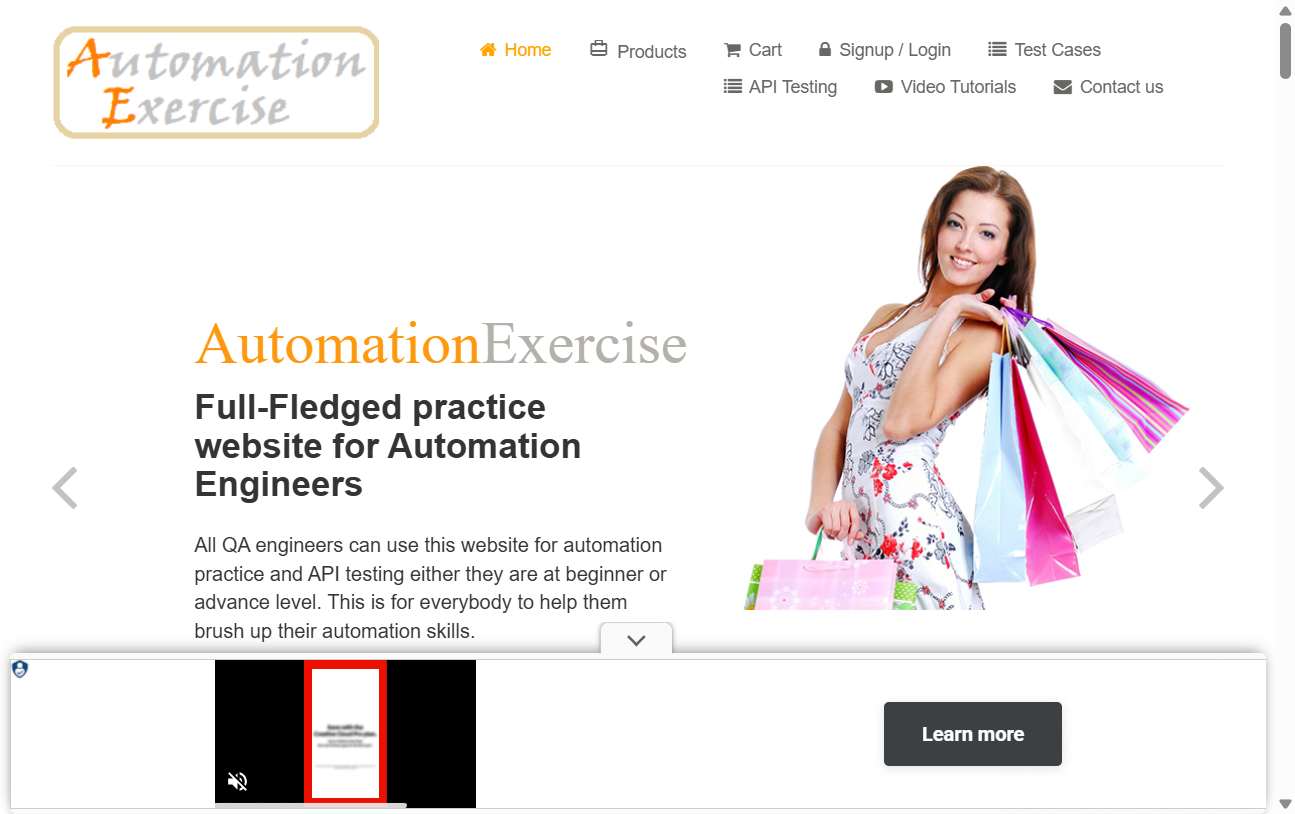 Automation
Exercise
Home
Products
Cart
Signup / Login
Test Cases
API Testing
Video Tutorials
Contact us
AutomationExercise
Full-Fledged practice
website for Automation
Engineers
All QA engineers can use this website for automation
practice and API testing either they are at beginner or
advance level. This is for everybody to help them
brush up their automation skills.
Learn more